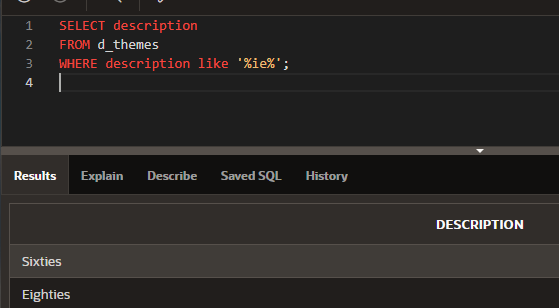 1 SELECT description
2 FROM d_themes
3 WHERE description like '%ie%';
4
Results Explain Describe Saved SQL History
DESCRIPTION
Sixties
Eighties